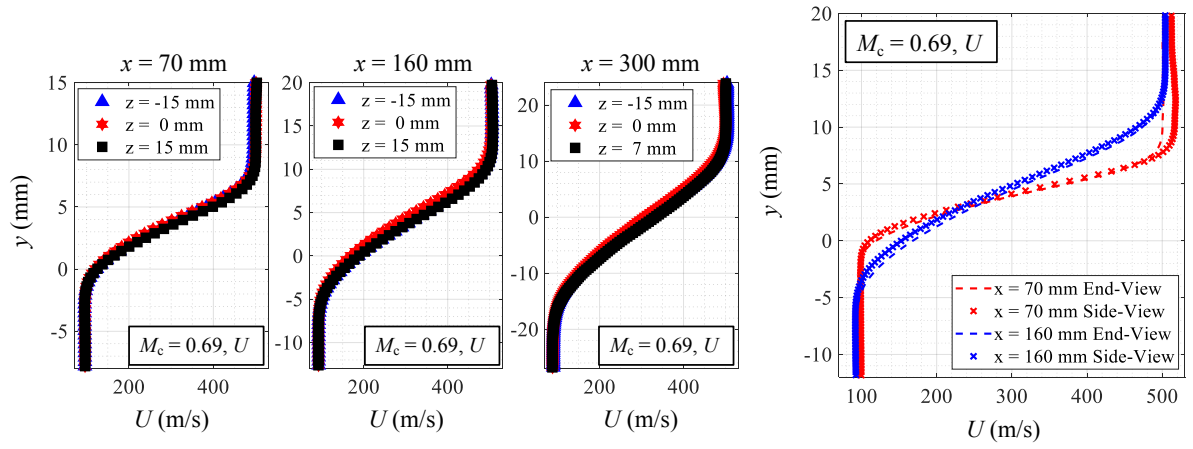 x = 70 mm
15
10
5
0
-5
z = -15 mm
z = 0 mm
z = 15 mm
Mc = 0.69, U
200
400
y (mm)
U (m/s)
x = 160 mm
20
15
10
5
0
-5
-10
z = -15 mm
z = 0 mm
z = 15 mm
Mc = 0.69, U
200
400
U (m/s)
x = 300 mm
20
10
0
-10
-20
z = -15 mm
z = 0 mm
z = 7 mm
Mc = 0.69, U
200
400
U (m/s)
20
15
10
5
0
-5
-10
Mc = 0.69, U
x = 70 mm End-View
x = 70 mm Side-View
x = 160 mm End-View
x = 160 mm Side-View
100
200
300
400
500
y (mm)
U (m/s)